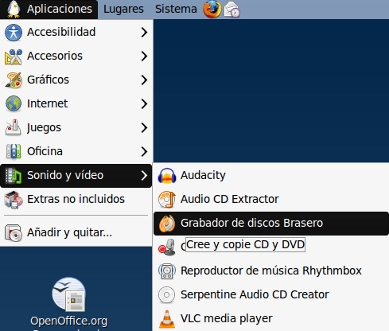 Aplicaciones Lugares Sistema
Accesibilidad
Accesorios
Gráficos
Internet
Juegos
Oficina
Sonido y vídeo
Extras no incluidos
Añadir y quitar...
Audacity
Audio CD Extractor
Grabador de discos Brasero
Cree y copie CD y DVD
Reproductor de música Rhythmbox
Serpentine Audio CD Creator
VLC media player
OpenOffice.org